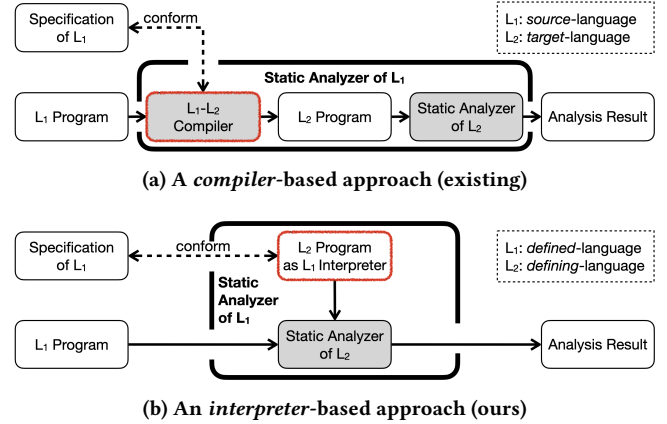 Specification
of L₁
conform
L₁: source-language
L₂: target-language
Static Analyzer of L₁
L₁ Program
L₁-L₂
Compiler
L₂ Program
Static Analyzer
of L₂
Analysis Result
(a) A compiler-based approach (existing)
Specification
of L₁
conform
L₂ Program
as L₁ Interpreter
L₁: defined-language
L₂: defining-language
Static
Analyzer
of L₁
L₁ Program
Static Analyzer
of L₂
Analysis Result
(b) An interpreter-based approach (ours)